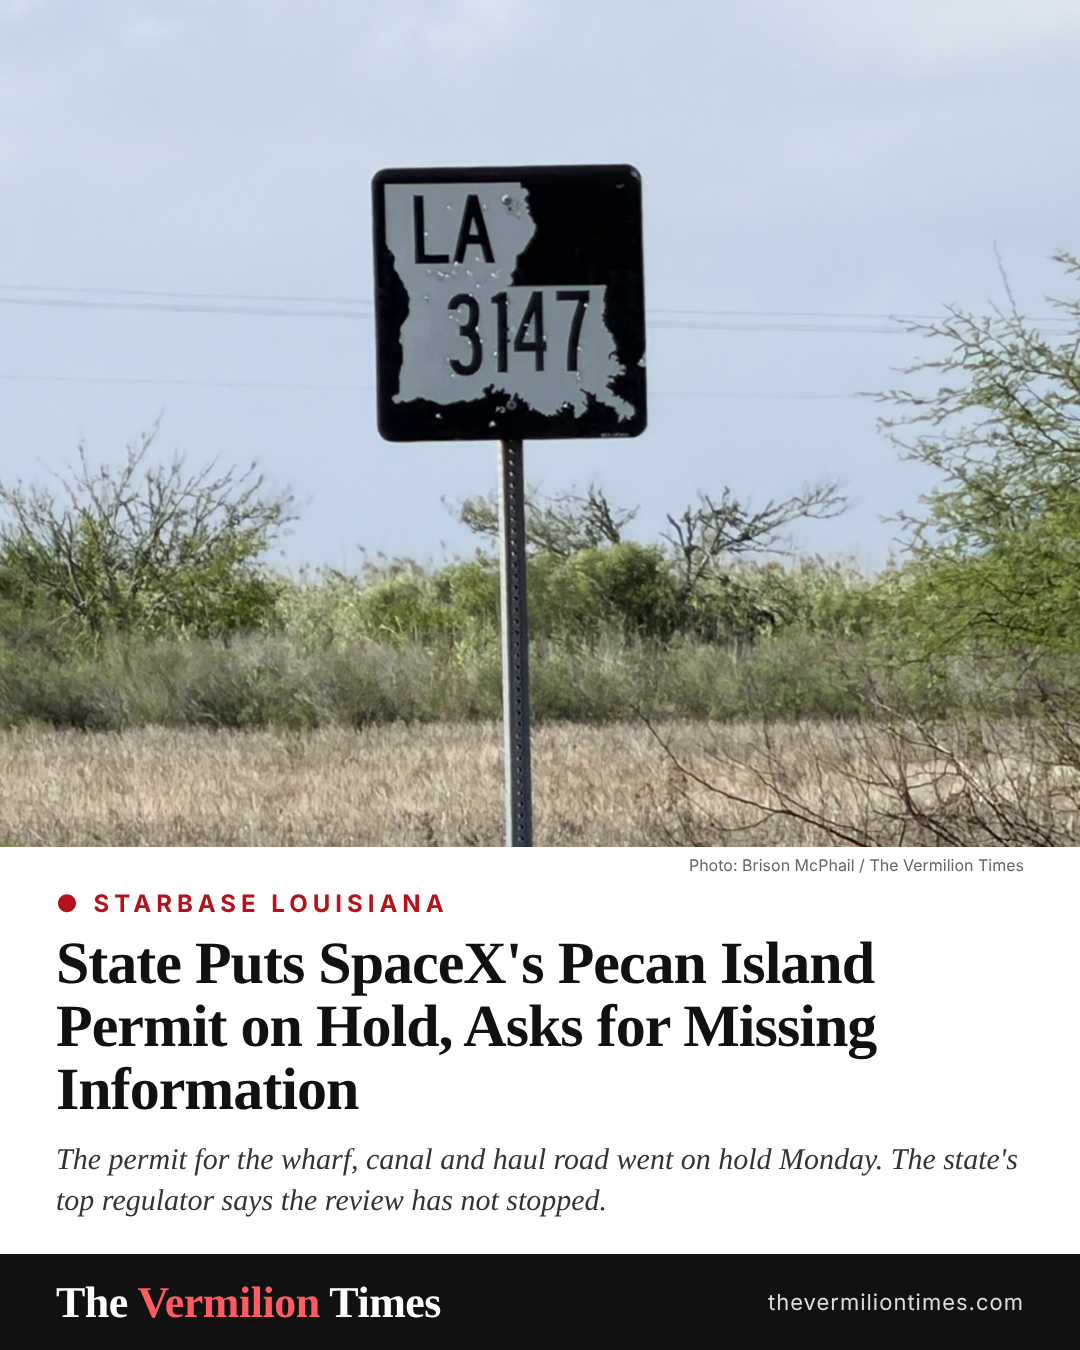 LA
3147
Photo: Brison McPhail / The Vermilion Times
STARBASE LOUISIANA
State Puts SpaceX's Pecan Island
Permit on Hold, Asks for Missing
Information
The permit for the wharf, canal and haul road went on hold Monday. The state's
top regulator says the review has not stopped.
The Vermilion Times
thevermiliontimes.com